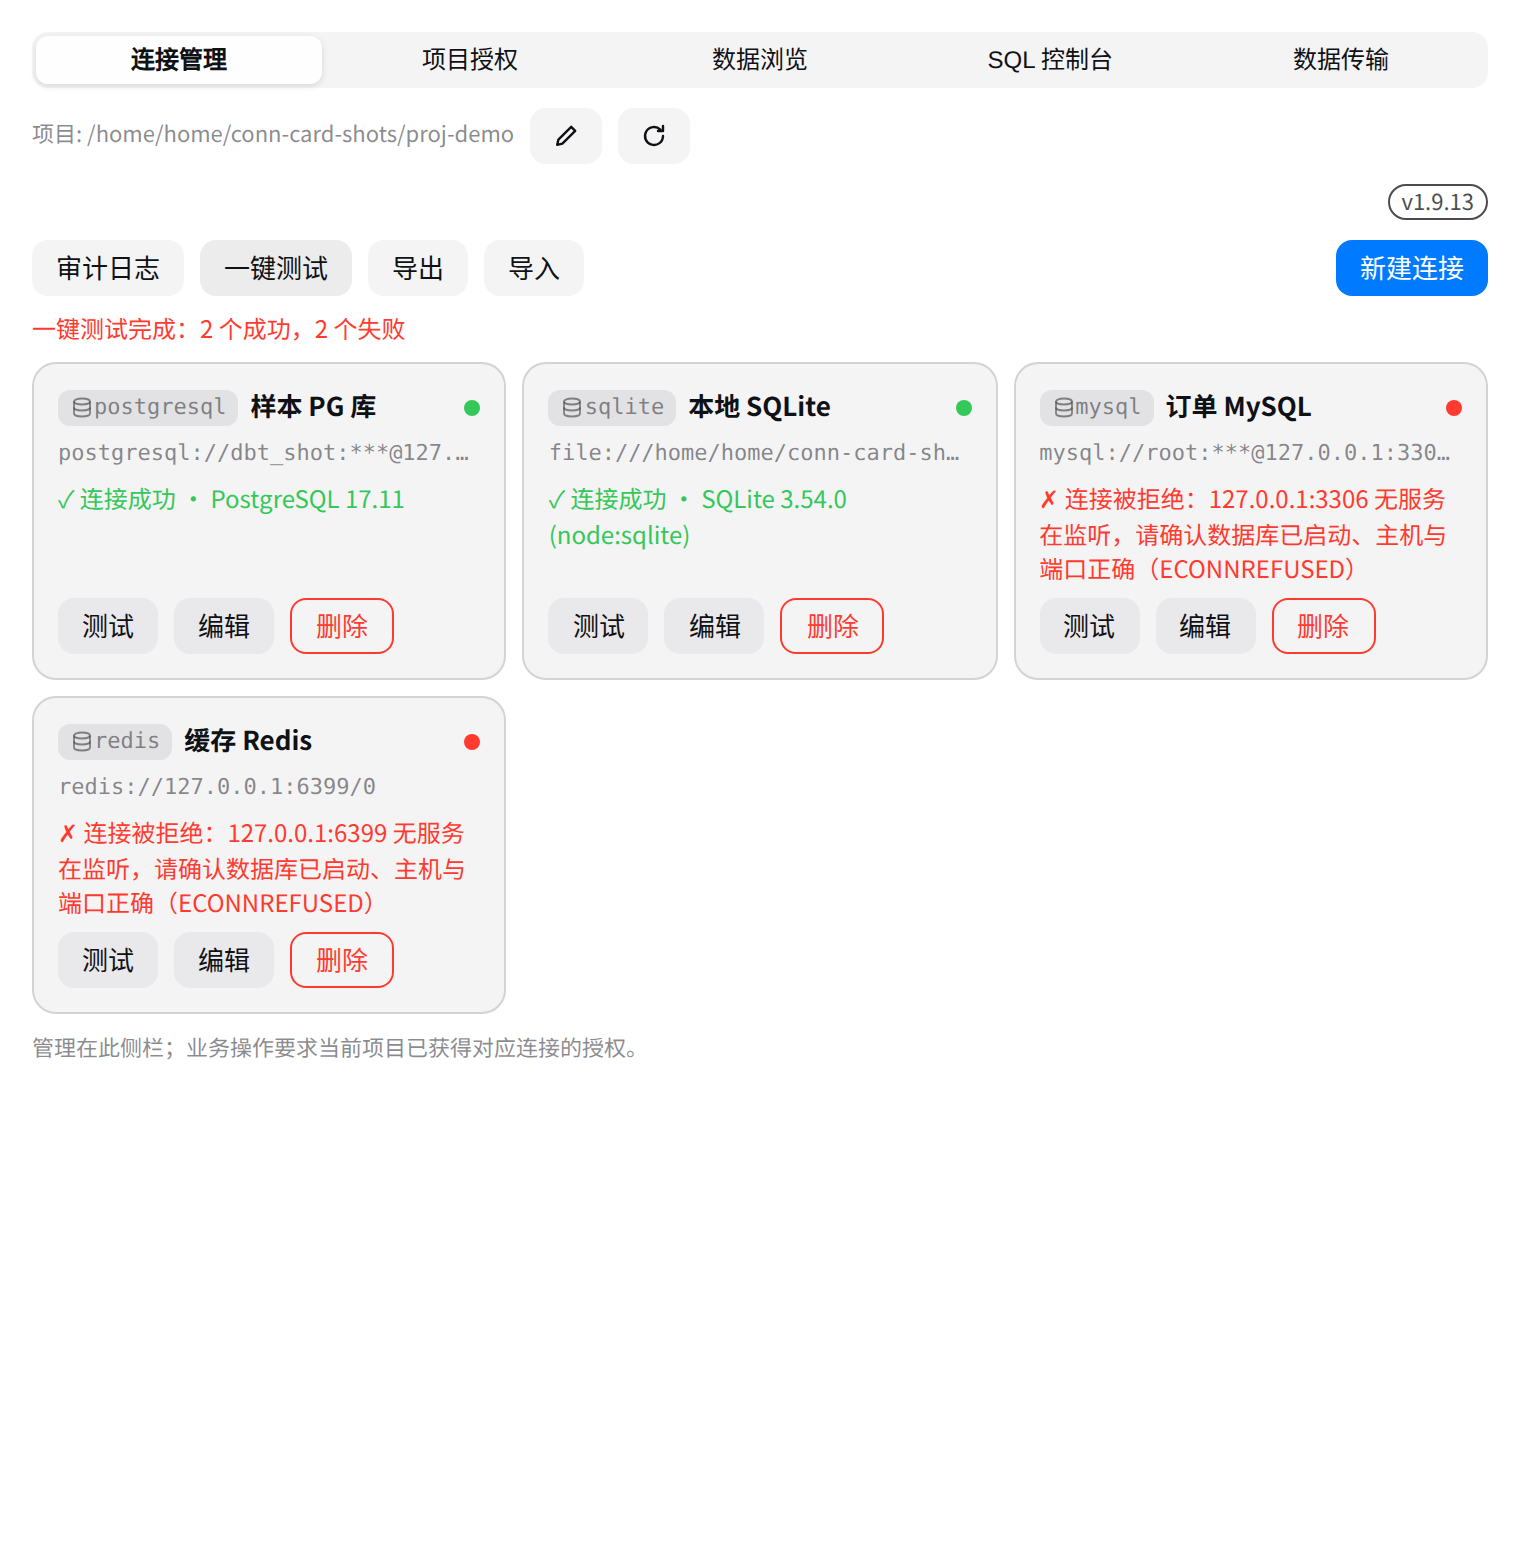 连接管理 项目授权 数据浏览 SQL 控制台 数据传输
项目: /home/home/conn-card-shots/proj-demo
v1.9.13
审计日志 一键测试 导出 导入 新建连接
一键测试完成：2 个成功，2 个失败
postgresql 样本 PG 库
postgresql://dbt_shot:***@127.…
✓ 连接成功 · PostgreSQL 17.11
测试 编辑 删除
sqlite 本地 SQLite
file:///home/home/conn-card-sh…
✓ 连接成功 · SQLite 3.54.0
(node:sqlite)
测试 编辑 删除
mysql 订单 MySQL
mysql://root:***@127.0.0.1:330…
✗ 连接被拒绝：127.0.0.1:3306 无服务
在监听，请确认数据库已启动、主机与
端口正确（ECONNREFUSED）
测试 编辑 删除
redis 缓存 Redis
redis://127.0.0.1:6399/0
✗ 连接被拒绝：127.0.0.1:6399 无服务
在监听，请确认数据库已启动、主机与
端口正确（ECONNREFUSED）
测试 编辑 删除
管理在此侧栏；业务操作要求当前项目已获得对应连接的授权。